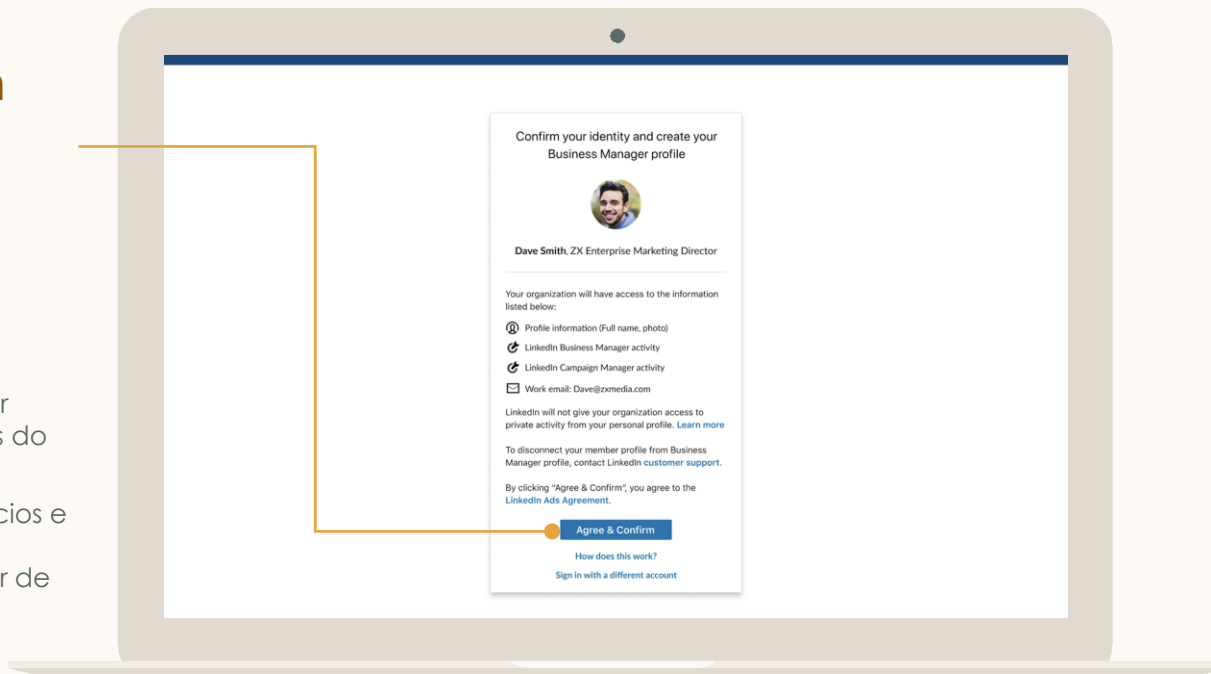 s do
cios e
r de
Confirm your identity and create your
Business Manager profile
Dave Smith, ZX Enterprise Marketing Director
Your organization will have access to the information
listed below:
Profile information (Full name, photo)
LinkedIn Business Manager activity
LinkedIn Campaign Manager activity
Work email: Dave@zxmedia.com
LinkedIn will not give your organization access to
private activity from your personal profile. Learn more
To disconnect your member profile from Business
Manager profile, contact LinkedIn customer support.
By clicking “Agree & Confirm”, you agree to the
LinkedIn Ads Agreement.
Agree & Confirm
How does this work?
Sign in with a different account